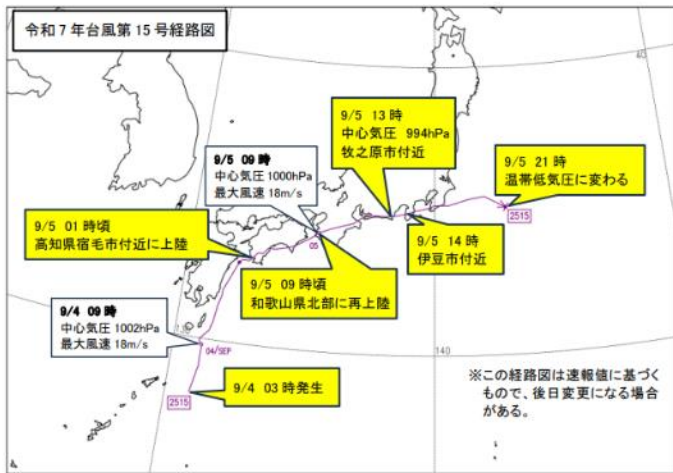 令和7年台風第15号経路図
40
9/5 13時
中心気圧 994hPa
牧之原市付近
9/5 09時
中心気圧 1000hPa
最大風速 18m/s
9/5 21時
温帯低気圧に変わる
2515
9/5 01時頃
高知県宿毛市付近に上陸
05
9/5 14時
伊豆市付近
9/5 09時頃
和歌山県北部に再上陸
9/4 09時
中心気圧 1002hPa
最大風速 18m/s
04/SEP
140
2515
9/4 03時発生
※この経路図は速報値に基づく
もので、後日変更になる場合
がある。